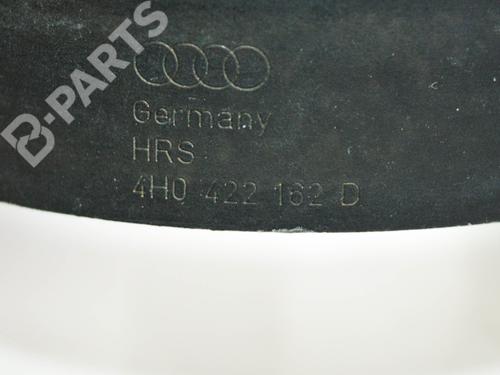 B-PARTS
Germany
HRS
4H0 422 162 D